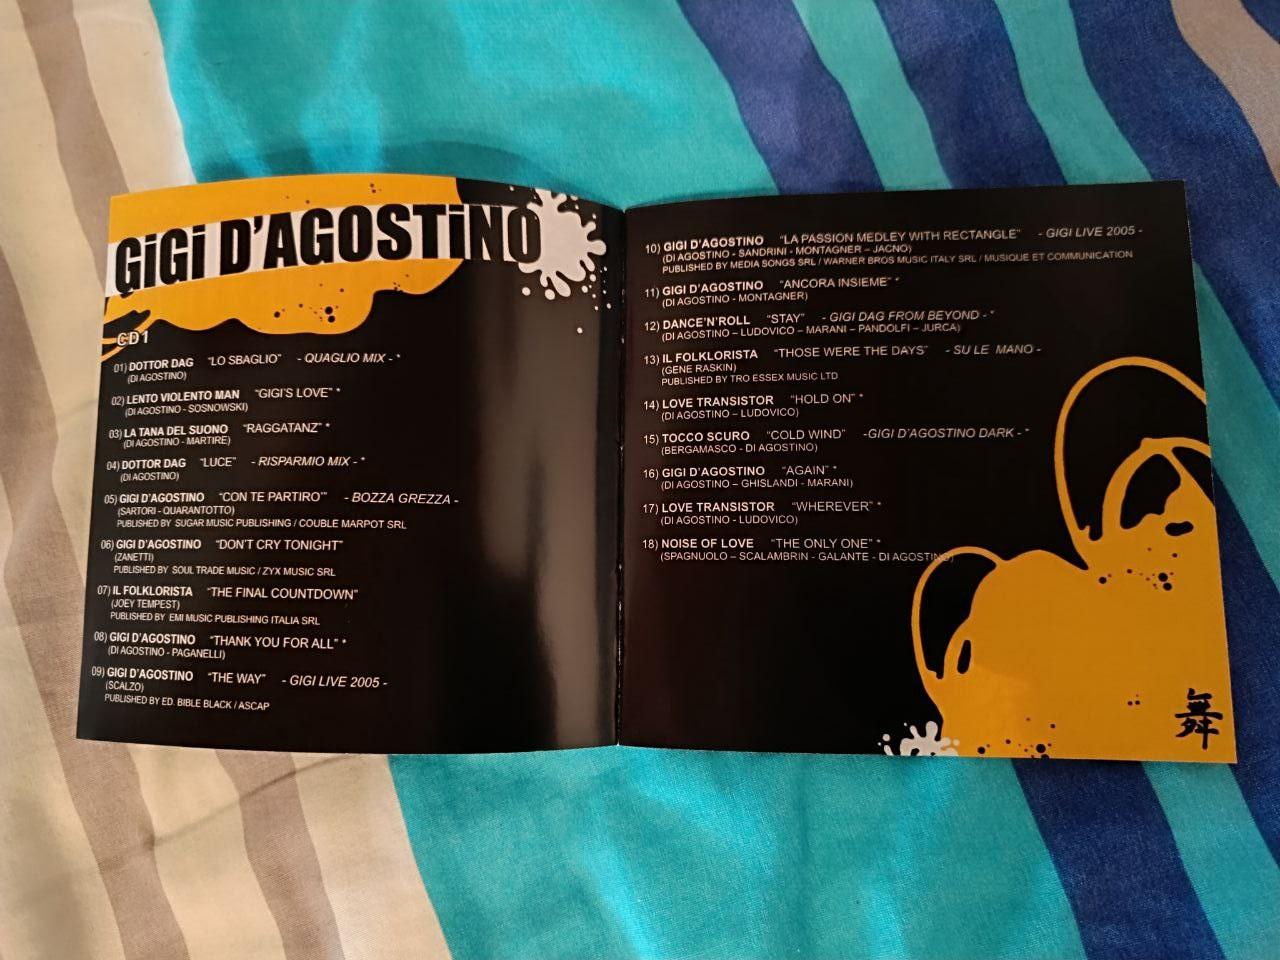 GiGi D'AGOSTiNO
CD1
01) DOTTOR DAG "LO SBAGLIO" - QUAGLIO MIX - *
(DI AGOSTINO)
02) LENTO VIOLENTO MAN "GIGI'S LOVE" *
(DI AGOSTINO - SOSNOWSKI)
03) LA TANA DEL SUONO "RAGGATANZ" *
(DI AGOSTINO - MARTIRE)
04) DOTTOR DAG "LUCE" - RISPARMIO MIX - *
(DI AGOSTINO)
05) GIGI D'AGOSTINO "CON TE PARTIRO'" - BOZZA GREZZA -
(SARTORI - QUARANTOTTO)
PUBLISHED BY SUGAR MUSIC PUBLISHING / COUBLE MARPOT SRL
06) GIGI D'AGOSTINO "DON'T CRY TONIGHT"
(ZANETTI)
PUBLISHED BY SOUL TRADE MUSIC / ZYX MUSIC SRL
07) IL FOLKLORISTA "THE FINAL COUNTDOWN"
(JOEY TEMPEST)
PUBLISHED BY EMI MUSIC PUBLISHING ITALIA SRL
08) GIGI D'AGOSTINO "THANK YOU FOR ALL" *
(DI AGOSTINO - PAGANELLI)
09) GIGI D'AGOSTINO "THE WAY" - GIGI LIVE 2005 -
(SCALZO)
PUBLISHED BY ED. BIBLE BLACK / ASCAP
10) GIGI D'AGOSTINO "LA PASSION MEDLEY WITH RECTANGLE" - GIGI LIVE 2005 -
(DI AGOSTINO - SANDRINI - MONTAGNER – JACNO)
PUBLISHED BY MEDIA SONGS SRL / WARNER BROS MUSIC ITALY SRL / MUSIQUE ET COMMUNICATION
11) GIGI D'AGOSTINO "ANCORA INSIEME" *
(DI AGOSTINO - MONTAGNER)
12) DANCE'N'ROLL "STAY" - GIGI DAG FROM BEYOND - *
(DI AGOSTINO – LUDOVICO – MARANI – PANDOLFI – JURCA)
13) IL FOLKLORISTA "THOSE WERE THE DAYS" - SU LE MANO -
(GENE RASKIN)
PUBLISHED BY TRO ESSEX MUSIC LTD
14) LOVE TRANSISTOR "HOLD ON" *
(DI AGOSTINO – LUDOVICO)
15) TOCCO SCURO "COLD WIND" -GIGI D'AGOSTINO DARK - *
(BERGAMASCO - DI AGOSTINO)
16) GIGI D'AGOSTINO "AGAIN" *
(DI AGOSTINO – GHISLANDI - MARANI)
17) LOVE TRANSISTOR "WHEREVER" *
(DI AGOSTINO - LUDOVICO)
18) NOISE OF LOVE "THE ONLY ONE" *
(SPAGNUOLO – SCALAMBRIN - GALANTE - DI AGOSTINO)
舞